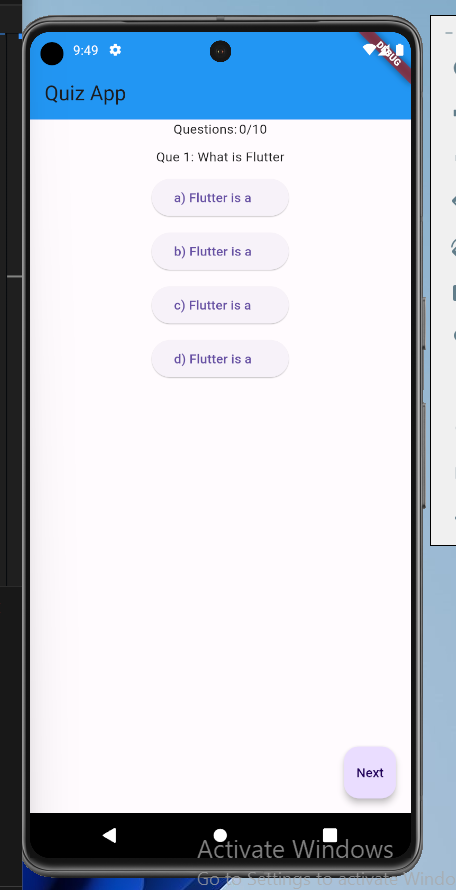 9:49
DEBUG
Quiz App
Questions: 0/10
Que 1: What is Flutter
a) Flutter is a
b) Flutter is a
c) Flutter is a
d) Flutter is a
Next
Activate Windows
Go to Settings to activate Windo